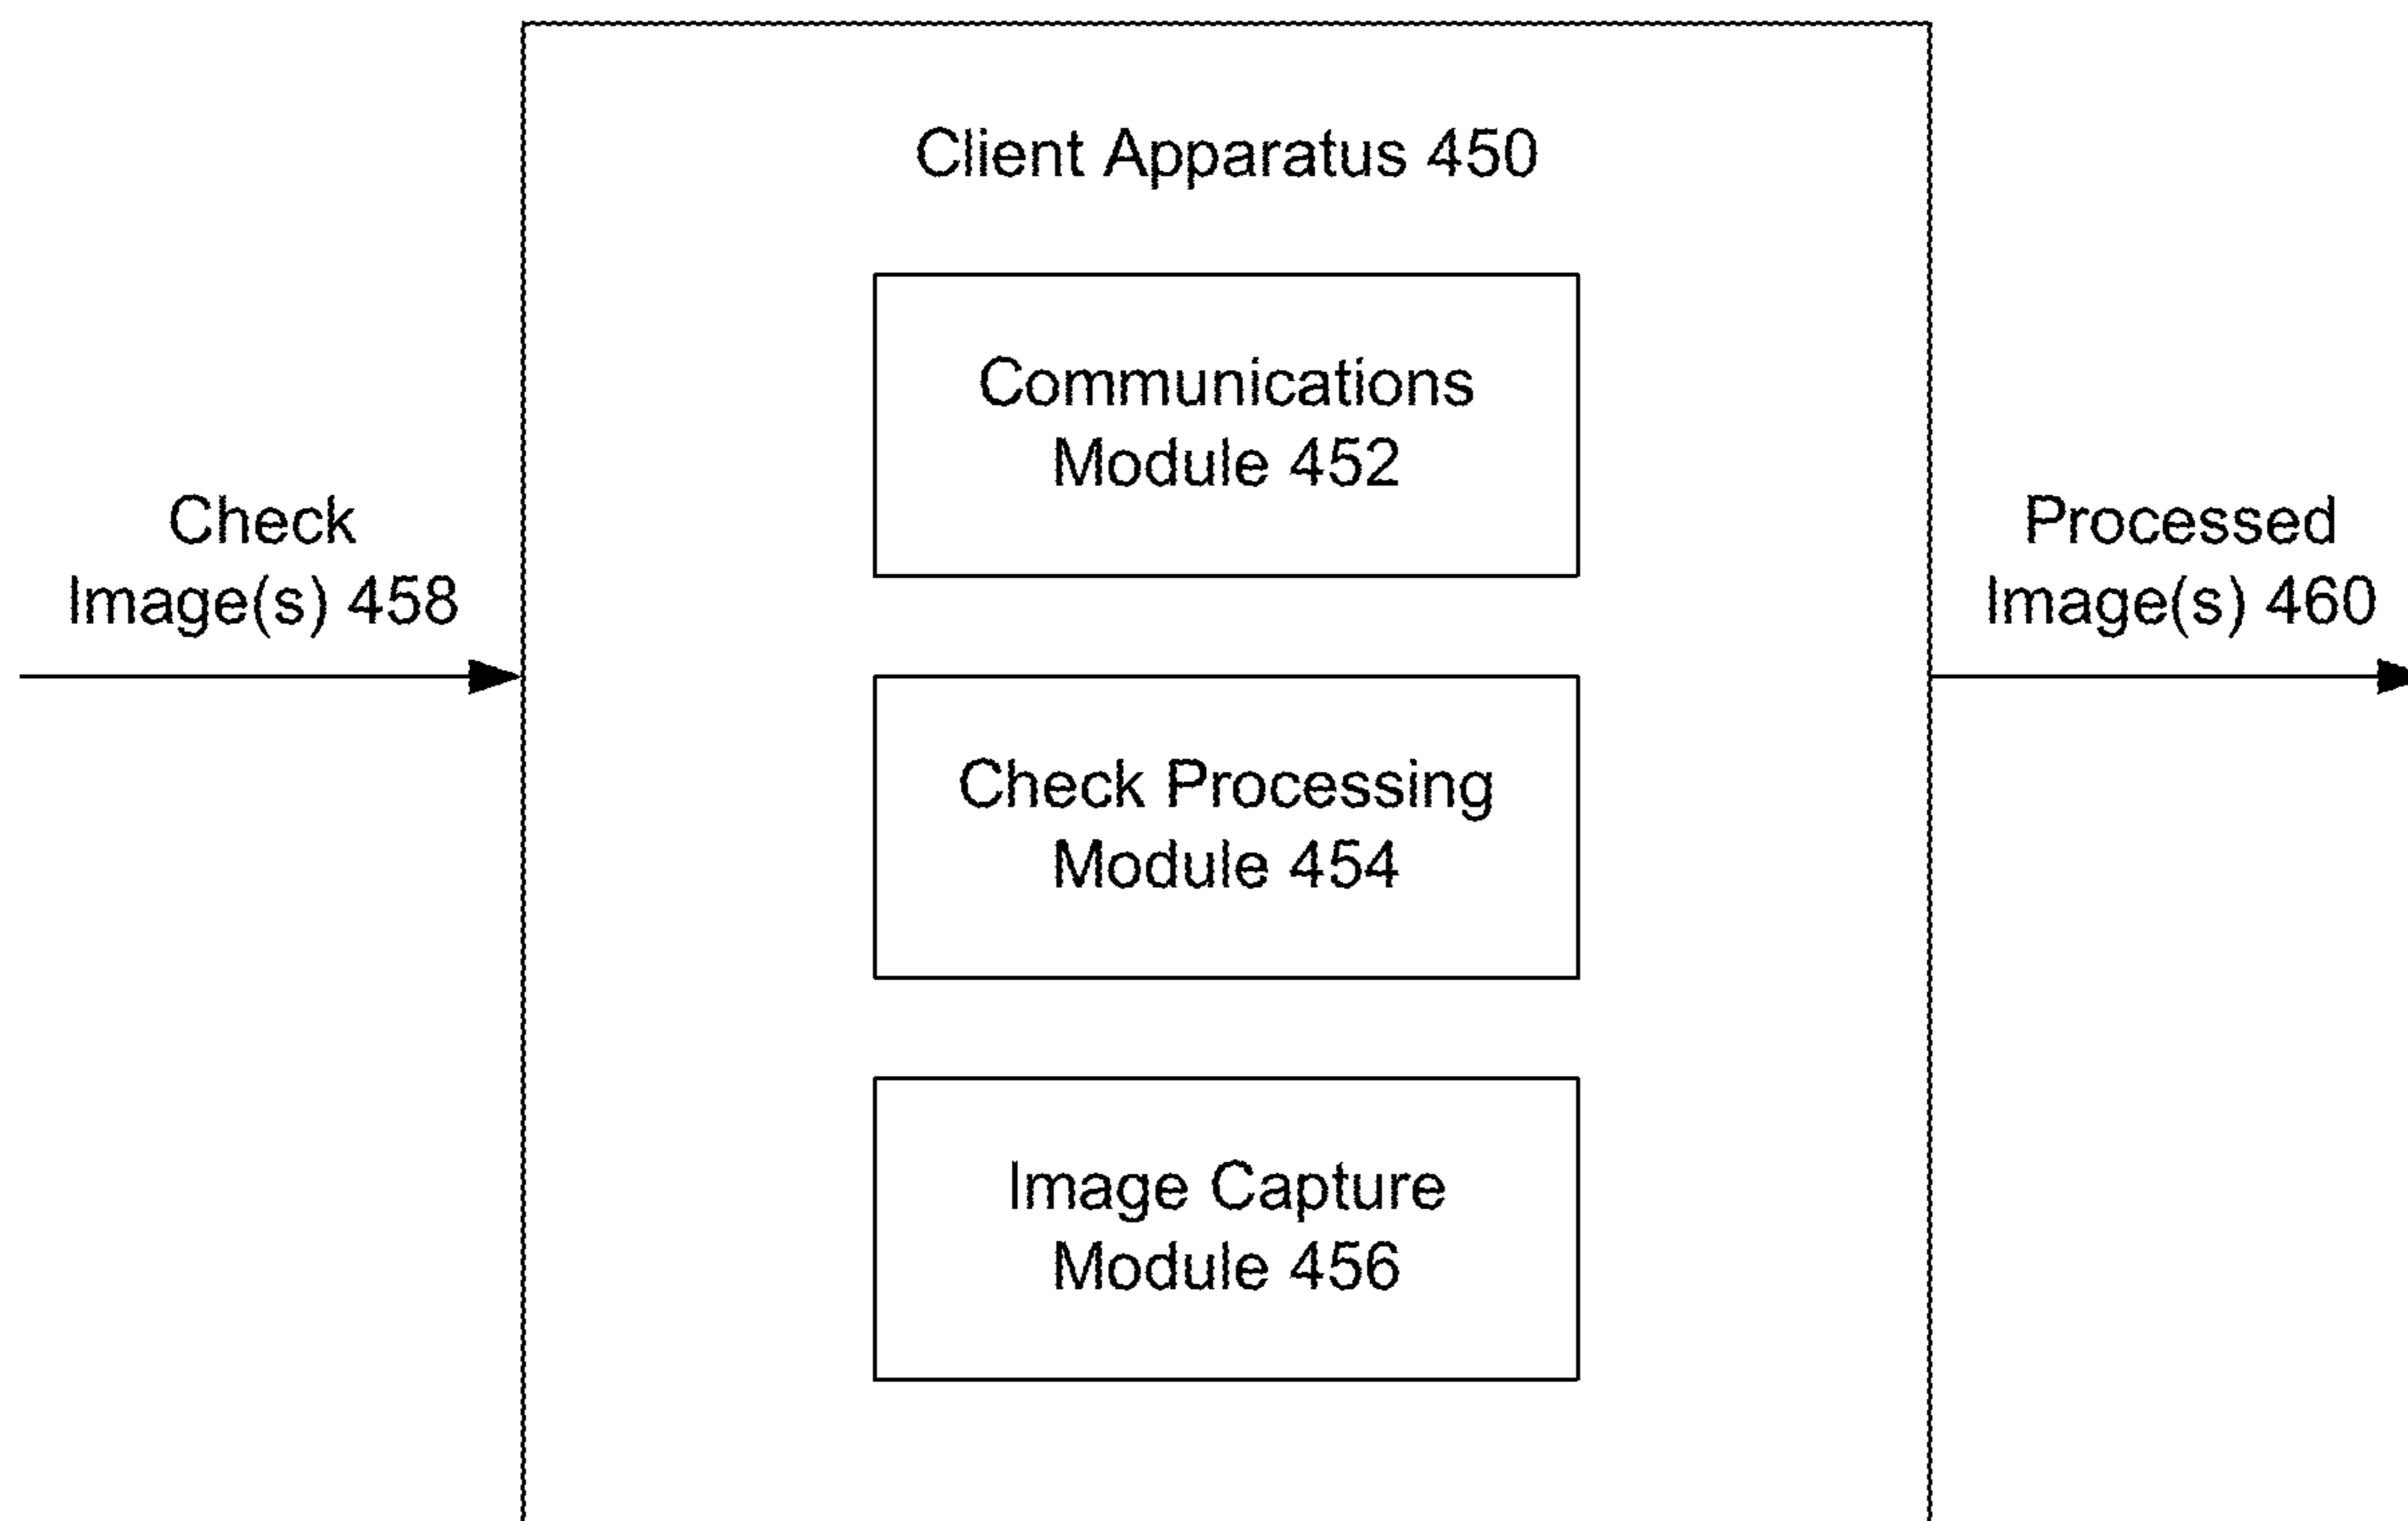 Client Apparatus 450
Communications
Module 452
Check
Image(s) 458
Processed
Image(s) 460
Check Processing
Module 454
Image Capture
Module 456